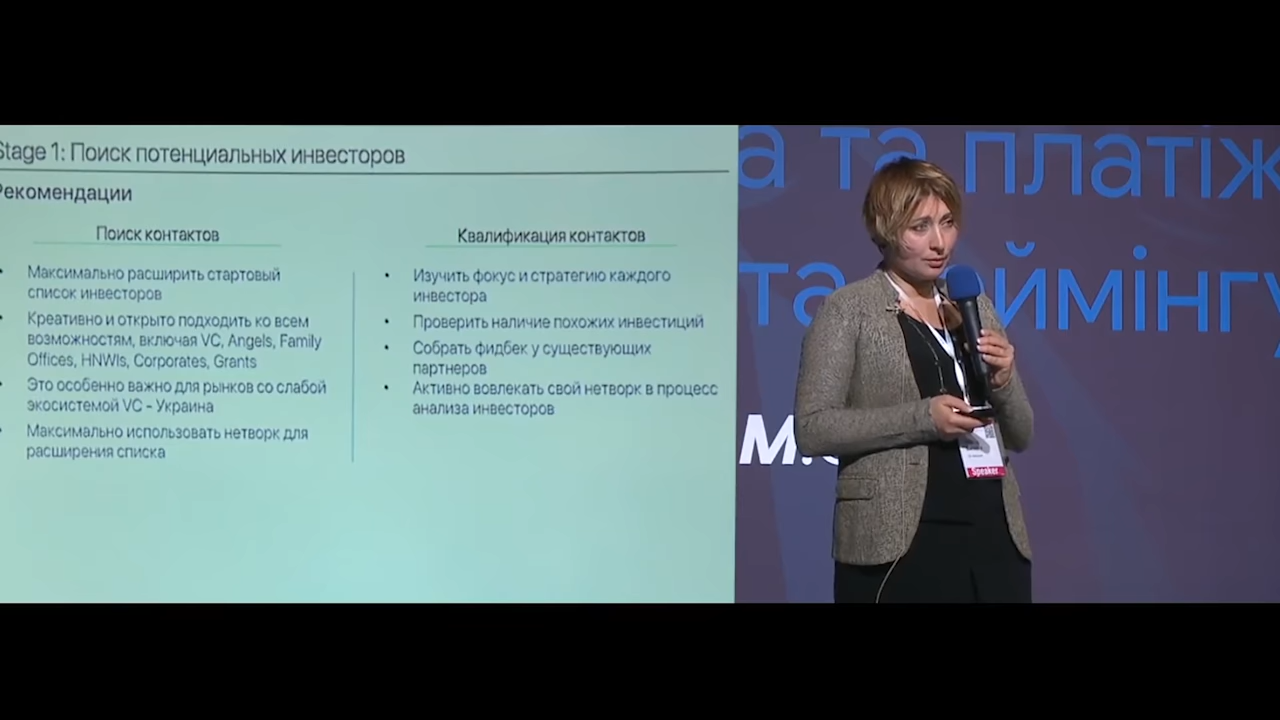 Stage 1: Поиск потенциальных инвесторов
Рекомендации
Поиск контактов
• Максимально расширить стартовый
список инвесторов
• Креативно и открыто подходить ко всем
возможностям, включая VC, Angels, Family
Offices, HNWIs, Corporates, Grants
• Это особенно важно для рынков со слабой
экосистемой VC - Украина
• Максимально использовать нетворк для
расширения списка
Квалификация контактов
• Изучить фокус и стратегию каждого
инвестора
• Проверить наличие похожих инвестиций
• Собрать фидбек у существующих
партнеров
• Активно вовлекать свой нетворк в процесс
анализа инвесторов
а та платіж
та
Speaker